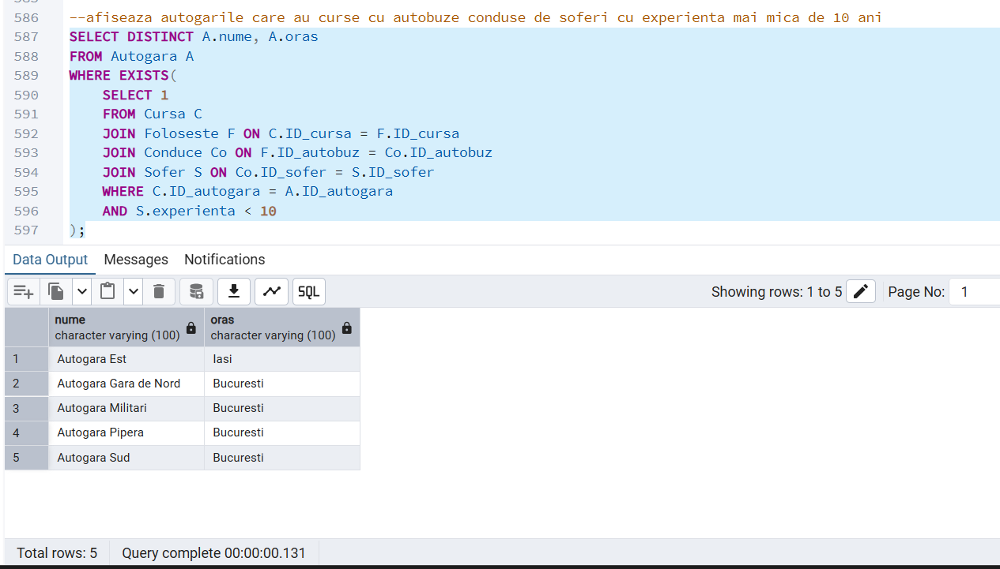 586 --afiseaza autogarile care au curse cu autobuze conduse de soferi cu experienta mai mica de 10 ani
587 SELECT DISTINCT A.nume, A.oras
588 FROM Autogara A
589 WHERE EXISTS(
590 SELECT 1
591 FROM Cursa C
592 JOIN Foloseste F ON C.ID_cursa = F.ID_cursa
593 JOIN Conduce Co ON F.ID_autobuz = Co.ID_autobuz
594 JOIN Sofer S ON Co.ID_sofer = S.ID_sofer
595 WHERE C.ID_autogara = A.ID_autogara
596 AND S.experienta < 10
597 );
Data Output Messages Notifications
SQL Showing rows: 1 to 5 Page No: 1
nume oras
character varying (100) character varying (100)
1 Autogara Est Iasi
2 Autogara Gara de Nord Bucuresti
3 Autogara Militari Bucuresti
4 Autogara Pipera Bucuresti
5 Autogara Sud Bucuresti
Total rows: 5 Query complete 00:00:00.131